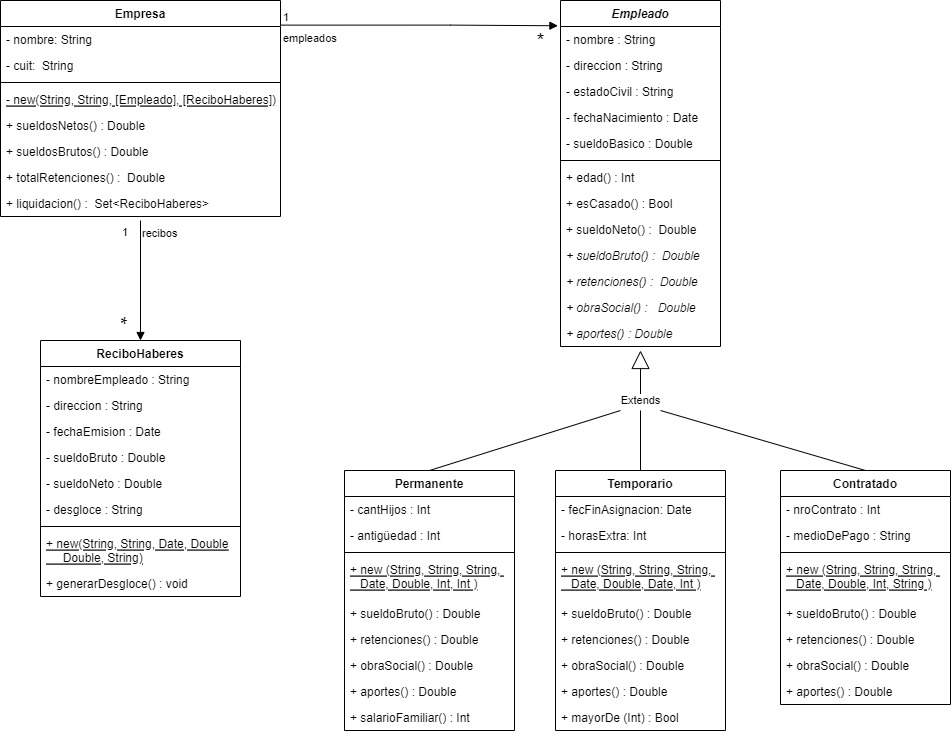 Empresa
- nombre: String
- cuit:  String
- new(String, String, [Empleado], [ReciboHaberes])
+ sueldosNetos() : Double
+ sueldosBrutos() : Double
+ totalRetenciones() :  Double
+ liquidacion() :  Set<ReciboHaberes>
1
empleados
*
Empleado
- nombre : String
- direccion : String
- estadoCivil : String
- fechaNacimiento : Date
- sueldoBasico : Double
+ edad() : Int
+ esCasado() : Bool
+ sueldoNeto() :  Double
+ sueldoBruto() :  Double
+ retenciones() :  Double
+ obraSocial() :   Double
+ aportes() : Double
1
recibos
*
ReciboHaberes
- nombreEmpleado : String
- direccion : String
- fechaEmision : Date
- sueldoBruto : Double
- sueldoNeto : Double
- desgloce : String
+ new(String, String, Date, Double
Double, String)
+ generarDesgloce() : void
Extends
Permanente
- cantHijos : Int
- antigüedad : Int
+ new (String, String, String,
Date, Double, Int, Int )
+ sueldoBruto() : Double
+ retenciones() : Double
+ obraSocial() : Double
+ aportes() : Double
+ salarioFamiliar() : Int
Temporario
- fecFinAsignacion: Date
- horasExtra: Int
+ new (String, String, String,
Date, Double, Date, Int )
+ sueldoBruto() : Double
+ retenciones() : Double
+ obraSocial() : Double
+ aportes() : Double
+ mayorDe (Int) : Bool
Contratado
- nroContrato : Int
- medioDePago : String
+ new (String, String, String,
Date, Double, Int, String )
+ sueldoBruto() : Double
+ retenciones() : Double
+ obraSocial() : Double
+ aportes() : Double